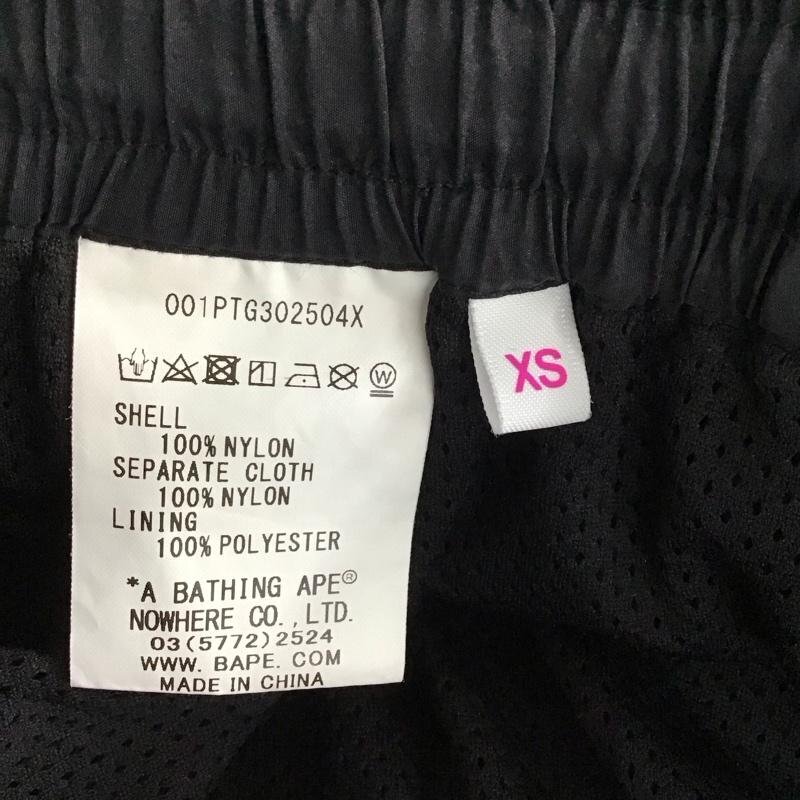 001PTG302504X
W
SHELL
100% NYLON
SEPARATE CLOTH
100% NYLON
LINING
100% POLYESTER
*A BATHING APE®
NOWHERE CO., LTD.
03(5772)2524
WWW. BAPE. COM
MADE IN CHINA
XS